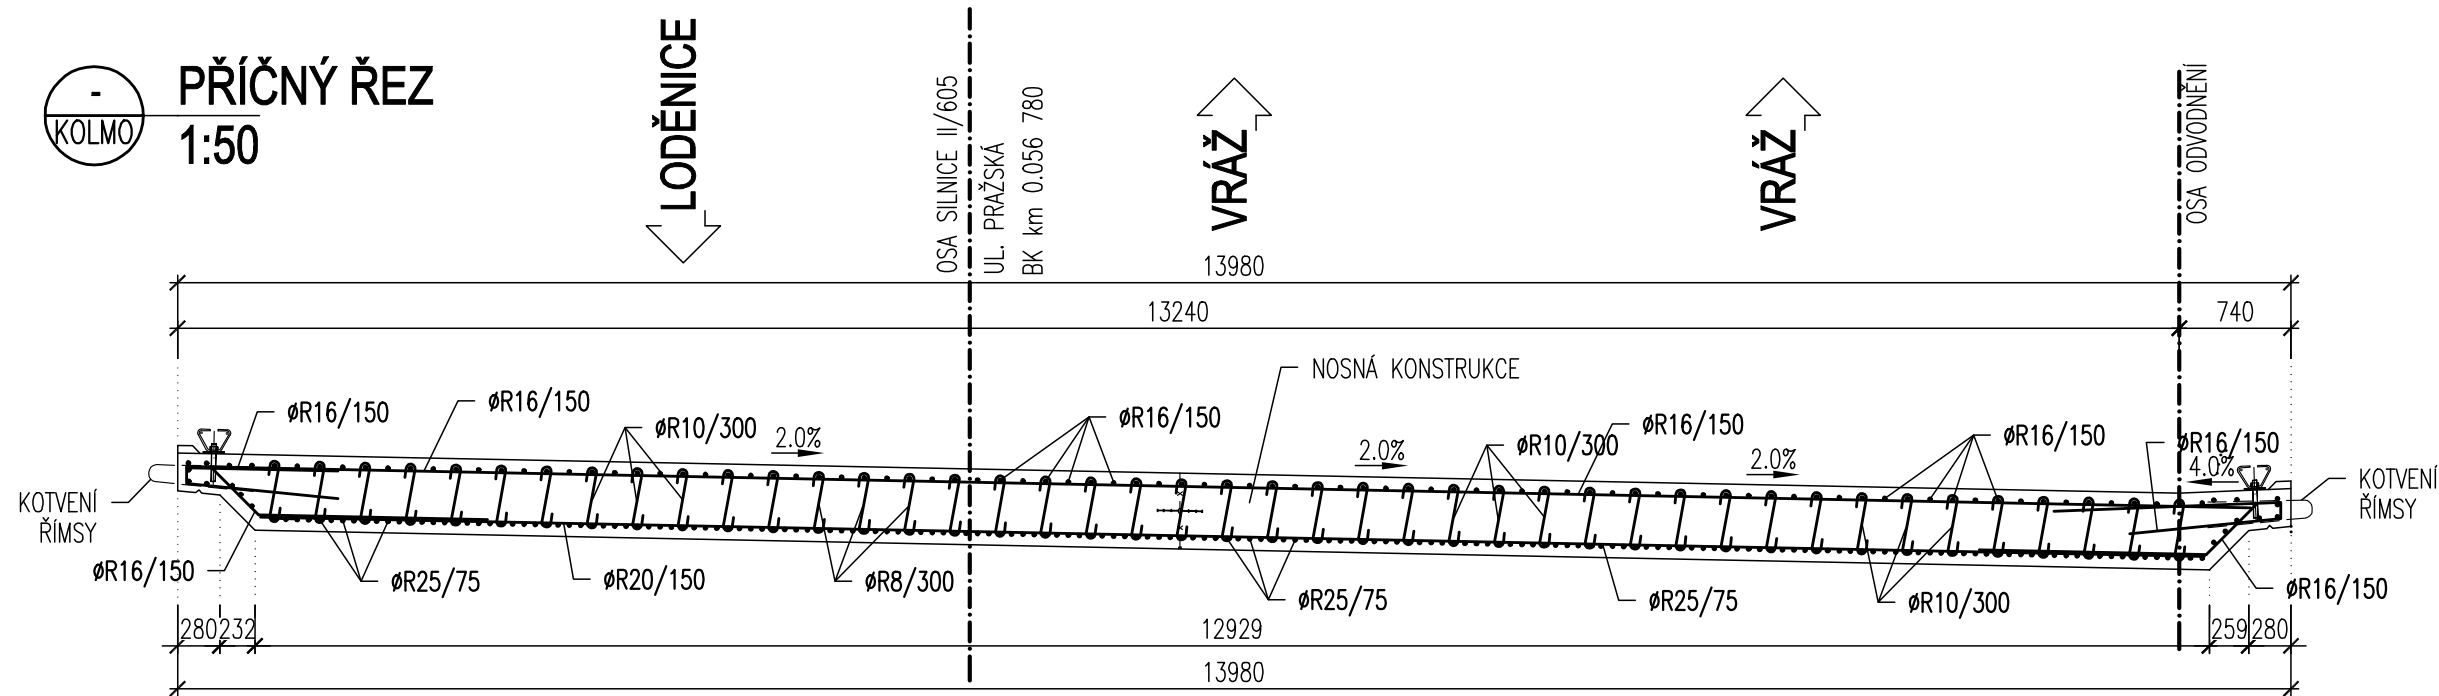 -
KOLMO
PŘÍČNÝ ŘEZ
1:50
LODĚNICE
OSA SILNICE II/605
UL. PRAŽSKÁ
BK km 0.056 780
VRÁŽ
VRÁŽ
OSA ODVODNĚNÍ
13980
13240
740
NOSNÁ KONSTRUKCE
øR16/150
øR16/150
øR10/300
2.0%
øR16/150
2.0%
øR10/300
øR16/150
2.0%
øR16/150
øR16/150
4.0%
KOTVENÍ
ŘÍMSY
KOTVENÍ
ŘÍMSY
øR16/150
øR25/75
øR20/150
øR8/300
øR25/75
øR25/75
øR10/300
øR16/150
280
232
12929
259
280
13980